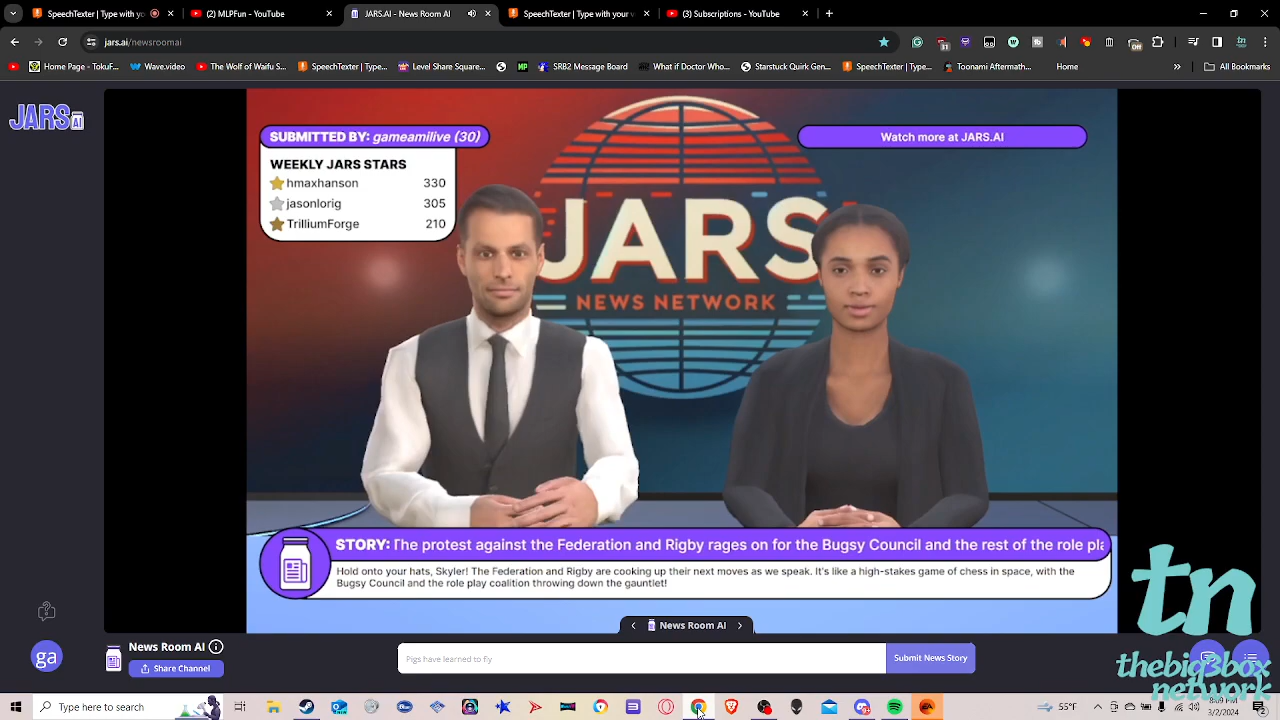 SpeechTexter | Type with yo
(2) MLPFun - YouTube
JARS.AI - News Room AI
SpeechTexter | Type with your v
(3) Subscriptions - YouTube
jars.ai/newsroomai
Home Page - TekuF...
Wave.video
The Wolf of Waifu S...
SpeechTexter | Type...
Level Share Square...
SRB2 Message Board
What if Doctor Who...
Starstuck Quirk Gen...
SpeechTexter | Type...
Toonami Aftermath...
Home
All Bookmarks
JARS AI
SUBMITTED BY: gameamilive (30)
WEEKLY JARS STARS
hmaxhanson 330
jasonlorig 305
TrilliumForge 210
Watch more at JARS.AI
JARS
NEWS NETWORK
STORY: The protest against the Federation and Rigby rages on for the Bugsy Council and the rest of the role pla
Hold onto your hats, Skyler! The Federation and Rigby are cooking up their next moves as we speak. It's like a high-stakes game of chess in space, with the
Bugsy Council and the role play coalition throwing down the gauntlet!
News Room AI
ga
News Room AI
Share Channel
Pigs have learned to fly
Submit News Story
tn
thebig3box
network
Type here to search
55°F
7:00 PM
3/2/2024